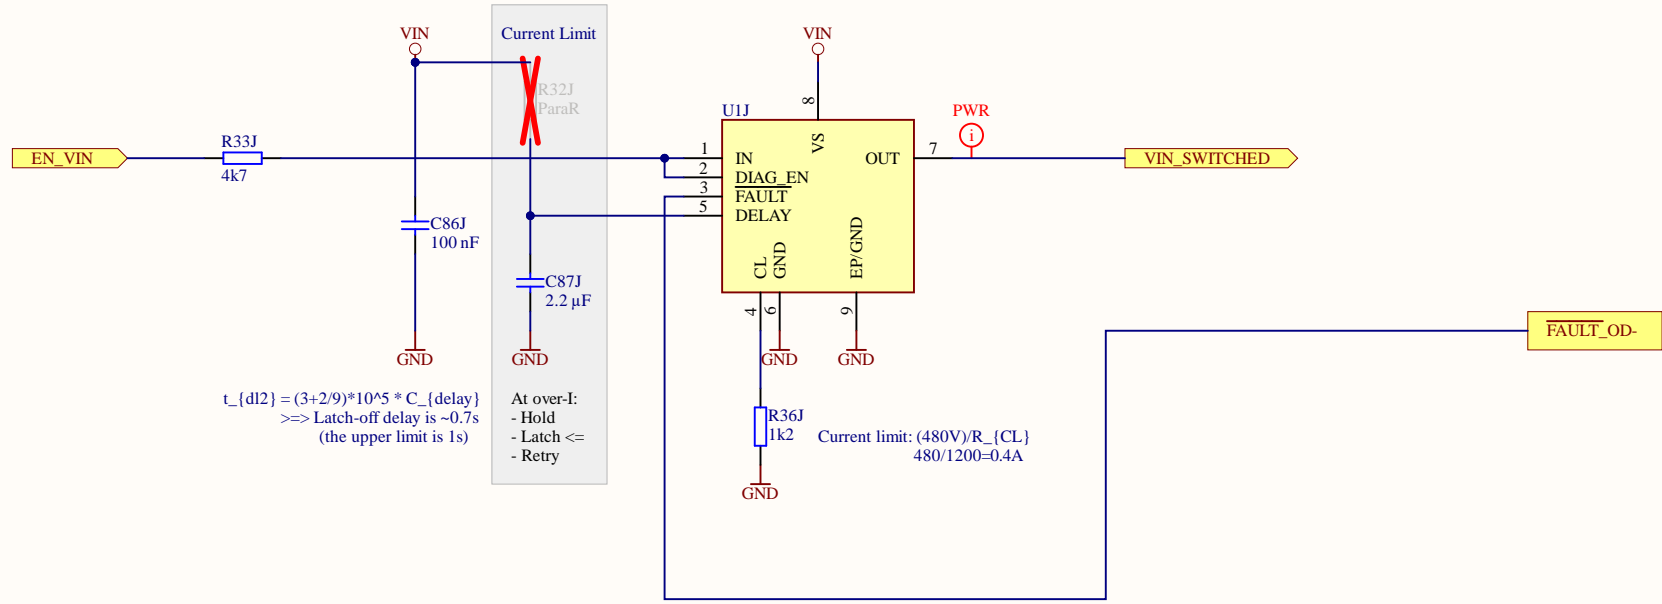 VIN
Current Limit
VIN
R32J
ParaR
U1J
8
PWR
i
VS
R33J
EN_VIN
4k7
1
IN
OUT
7
VIN_SWITCHED
2
DIAG_EN
3
FAULT
5
DELAY
C86J
100 nF
CL
GND
EP/GND
C87J
2.2 µF
4
6
9
FAULT_OD-
GND
GND
GND
GND
t_{dl2} = (3+2/9)*10^5 * C_{delay}
>=> Latch-off delay is ~0.7s
(the upper limit is 1s)
At over-I:
- Hold
- Latch <=
- Retry
R36J
1k2
Current limit: (480V)/R_{CL}
480/1200=0.4A
GND